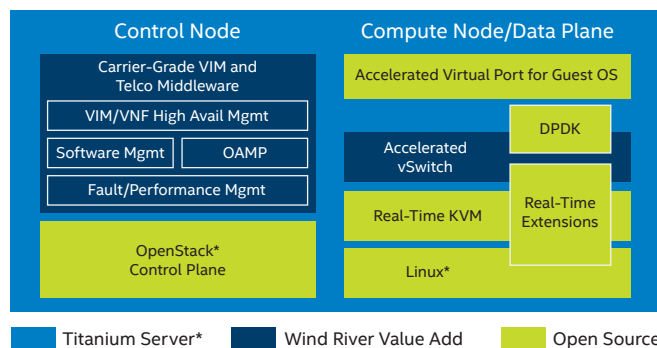 Control Node
Carrier-Grade VIM and
Telco Middleware
VIM/VNF High Avail Mgmt
Software Mgmt
OAMP
Fault/Performance Mgmt
OpenStack*
Control Plane
Compute Node/Data Plane
Accelerated Virtual Port for Guest OS
DPDK
Accelerated
vSwitch
Real-Time KVM
Real-Time
Extensions
Linux*
Titanium Server*
Wind River Value Add
Open Source